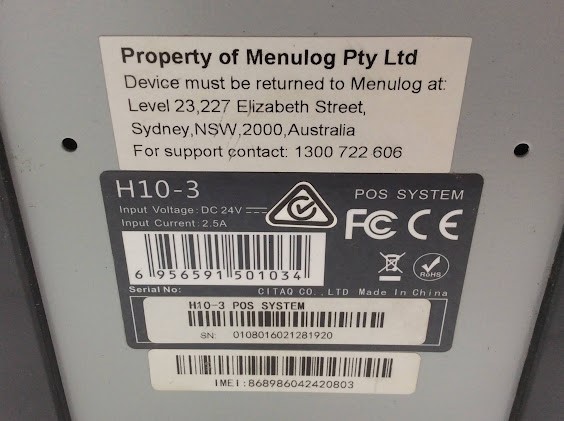 Property of Menulog Pty Ltd
Device must be returned to Menulog at:
Level 23,227 Elizabeth Street,
Sydney,NSW,2000,Australia
For support contact: 1300 722 606
H10-3
POS SYSTEM
Input Voltage: DC 24V
Input Current: 2.5A
FC CE
RoHS
6 956591 501034
Serial No:
CITAQ CO.,LTD Made In China
H10-3 POS SYSTEM
SN: 0108016021281920
IMEI:868986042420803